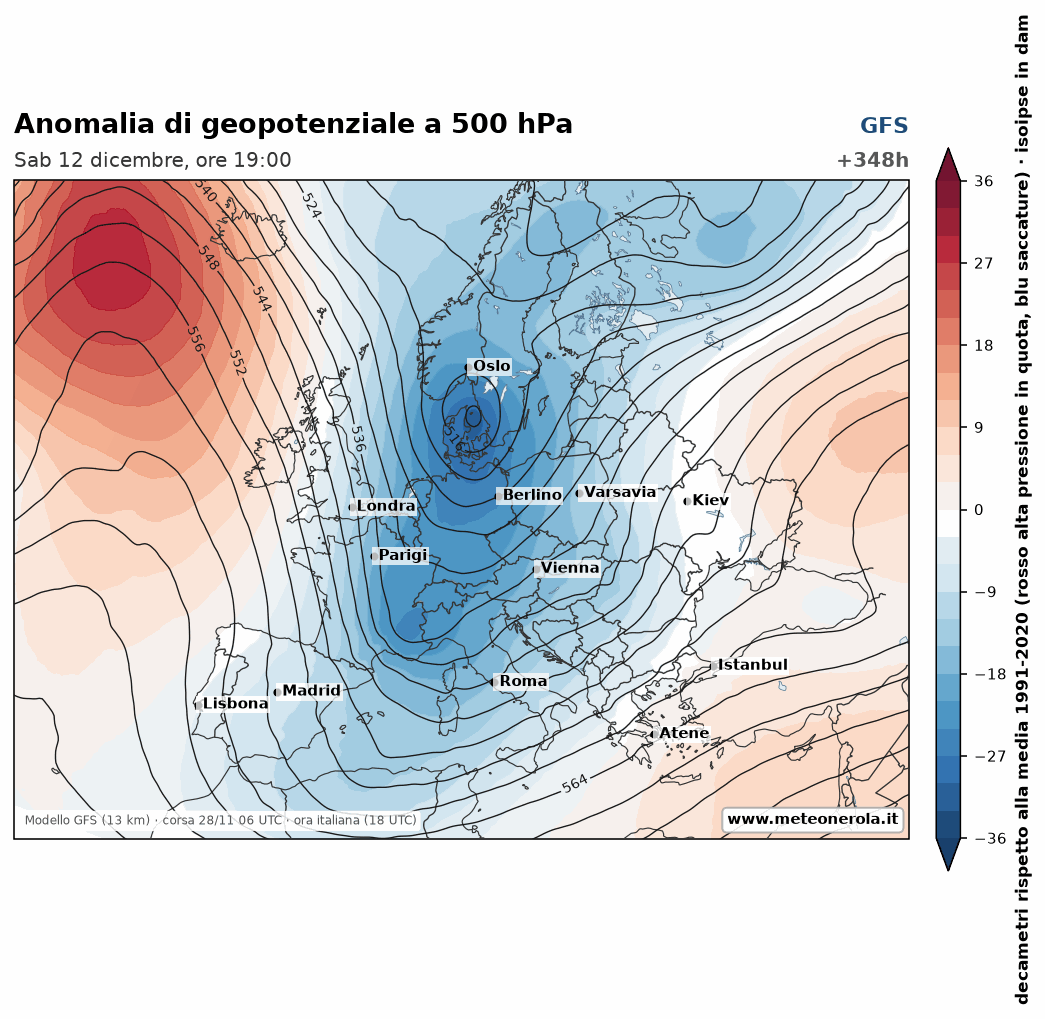 Anomalia di geopotenziale a 500 hPa
GFS
Sab 12 dicembre, ore 19:00
+348h
decametri rispetto alla media 1991-2020 (rosso alta pressione in quota, blu saccature) · isoipse in dam
540
524
548
544
556
552
536
Oslo
Londra
Berlino
Varsavia
Kiev
Parigi
Vienna
Istanbul
Roma
Madrid
Lisbona
Atene
564
Modello GFS (13 km) · corsa 28/11 06 UTC · ora italiana (18 UTC)
www.meteonerola.it
36
27
18
9
0
−9
−18
−27
−36